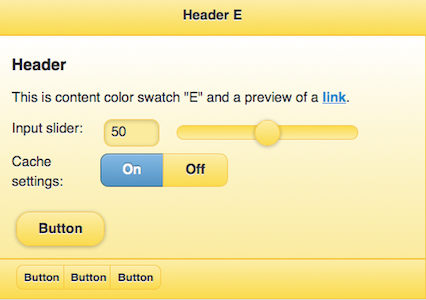 Header E
Header
This is content color swatch "E" and a preview of a link.
Input slider: 50
Cache
settings:
On Off
Button
Button Button Button